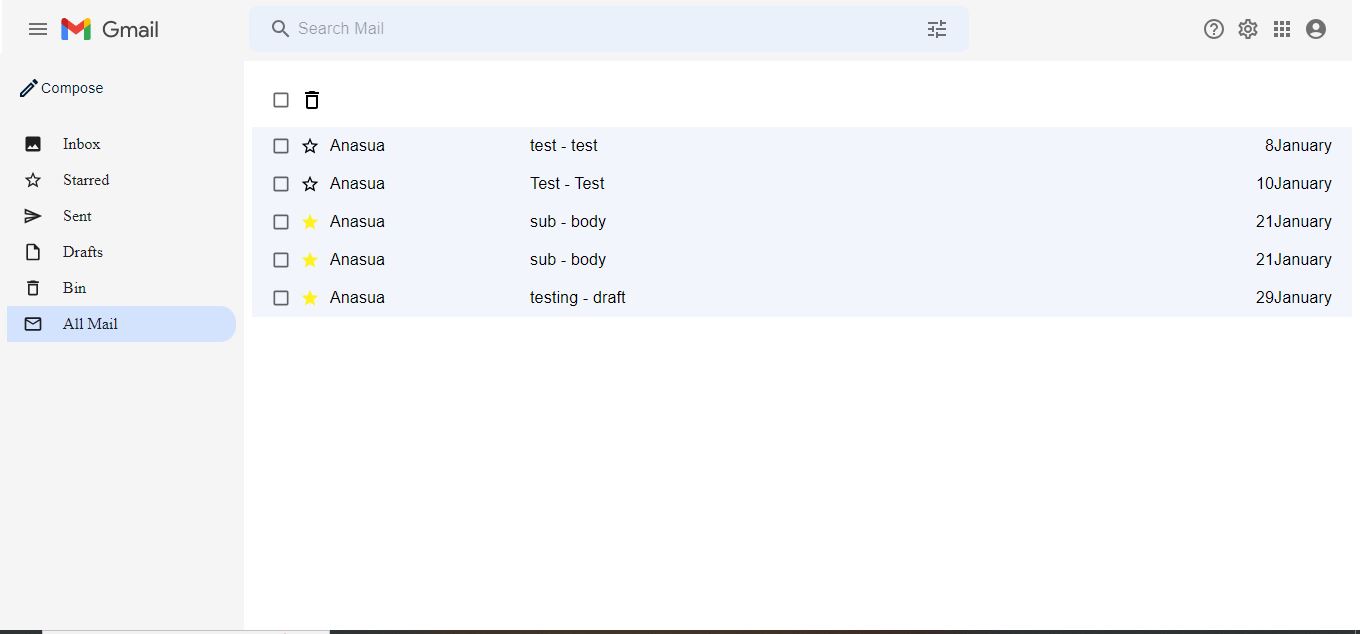 Gmail
Search Mail
Compose
Inbox
Starred
Sent
Drafts
Bin
All Mail
Anasua test - test 8January
Anasua Test - Test 10January
Anasua sub - body 21January
Anasua sub - body 21January
Anasua testing - draft 29January